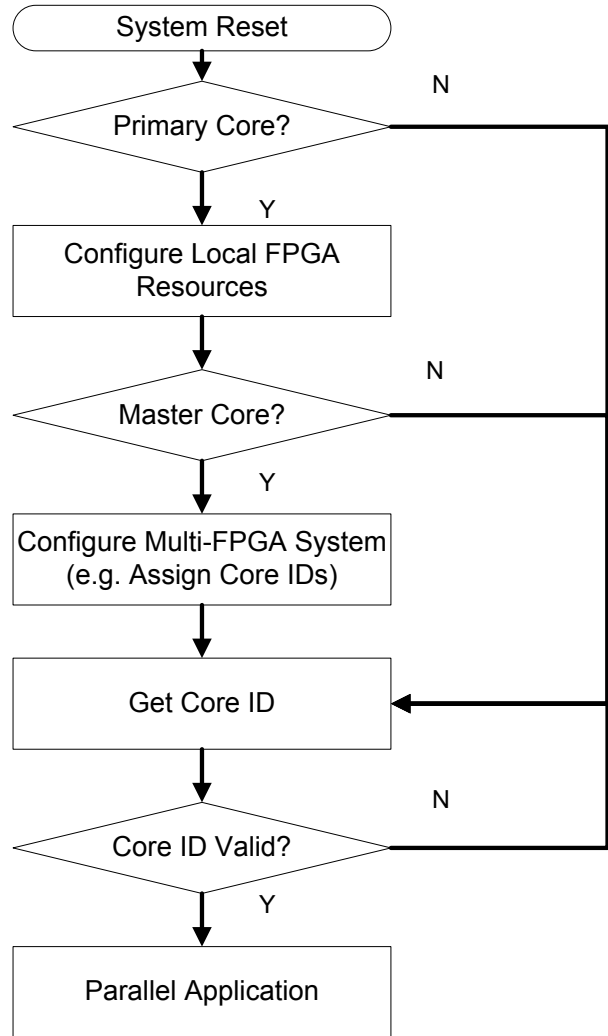 System Reset
N
Primary Core?
Y
Configure Local FPGA
Resources
N
Master Core?
Y
Configure Multi-FPGA System
(e.g. Assign Core IDs)
Get Core ID
N
Core ID Valid?
Y
Parallel Application